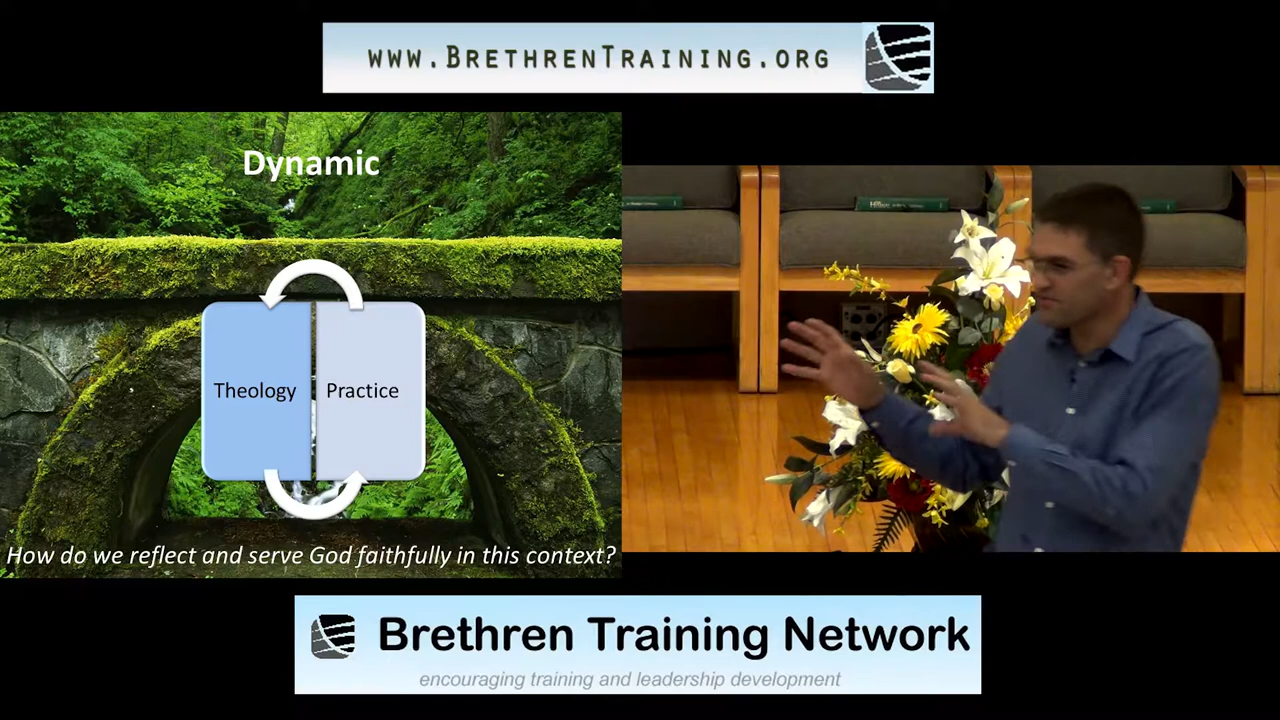 www.BrethrenTraining.org
Dynamic
Theology
Practice
How do we reflect and serve God faithfully in this context?
Brethren Training Network
encouraging training and leadership development